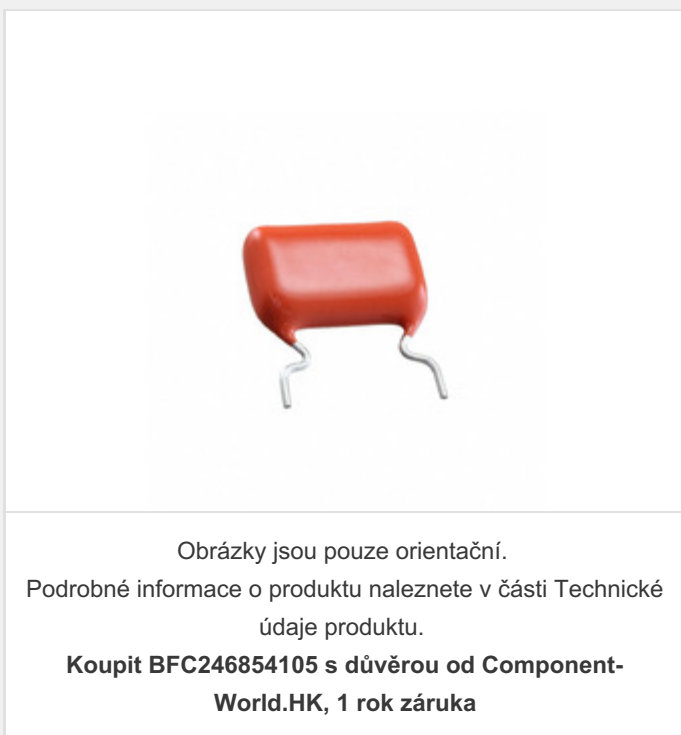 Obrázky jsou pouze orientační.
Podrobné informace o produktu naleznete v části Technické
údaje produktu.
Koupit BFC246854105 s důvěrou od Component-
World.HK, 1 rok záruka